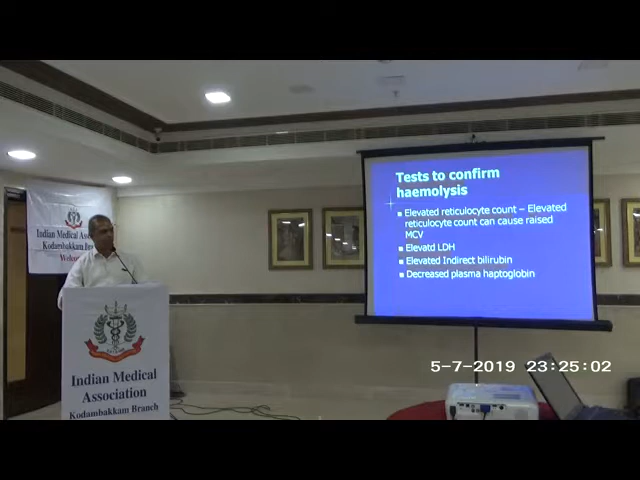 Tests to confirm
haemolysis
Elevated reticulocyte count – Elevated
reticulocyte count can cause raised
MCV
Elevatd LDH
Elevated Indirect bilirubin
Decreased plasma haptoglobin
Indian Medical
Kodambakkam
Indian Medical
Association
Kodambakkam Branch
5-7-2019 23:25:02